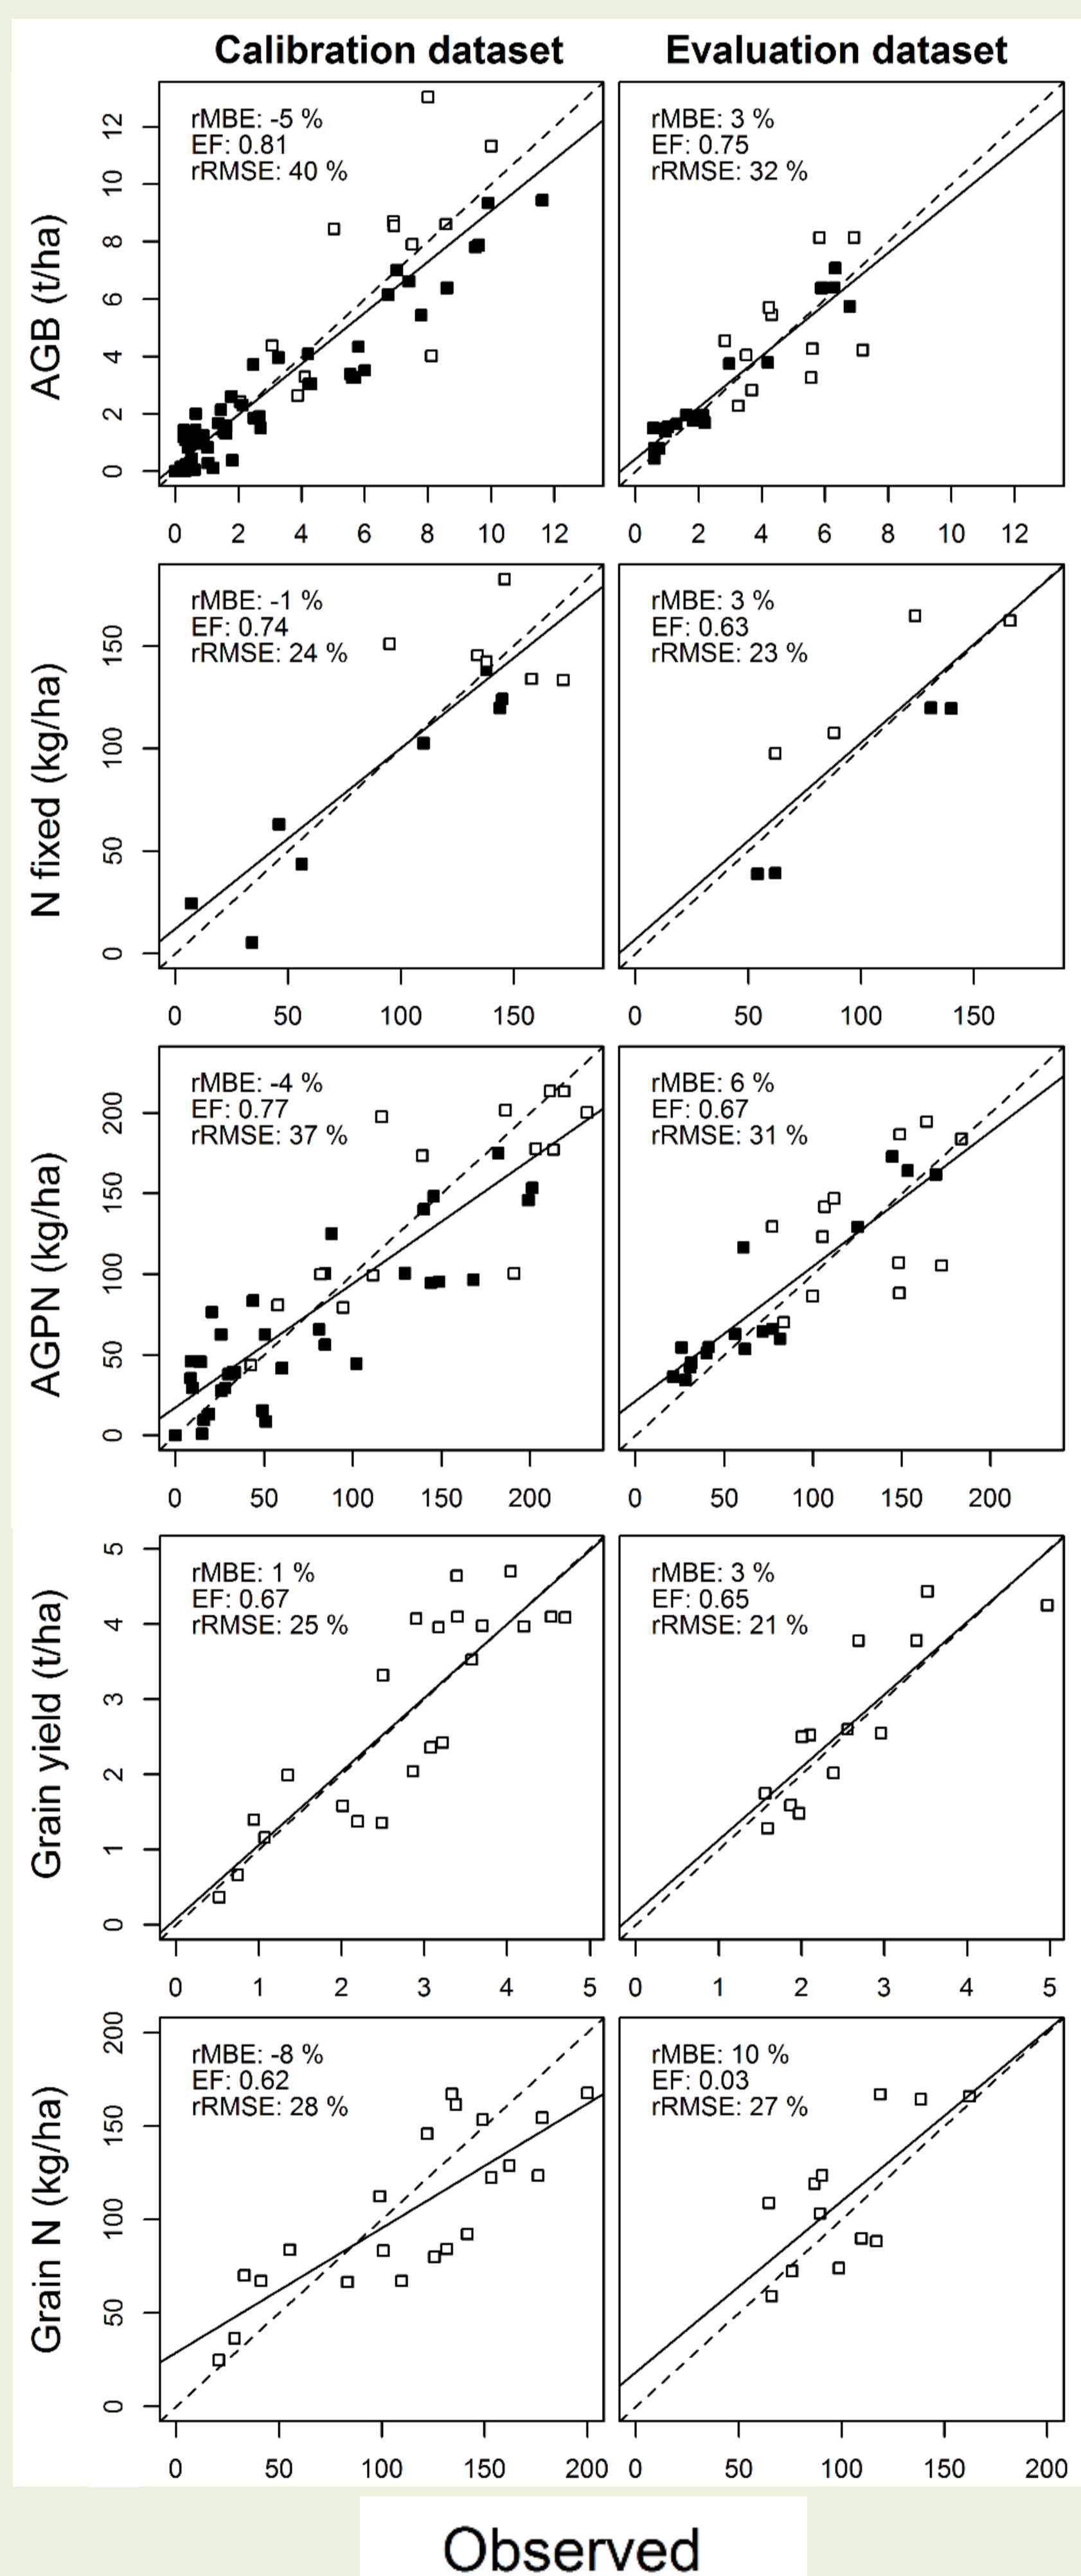 Calibration dataset Evaluation dataset
AGB (t/ha)
12
10
8
6
4
2
0
rMBE: -5 %
EF: 0.81
rRMSE: 40 %
rMBE: 3 %
EF: 0.75
rRMSE: 32 %
0 2 4 6 8 10 12 0 2 4 6 8 10 12
N fixed (kg/ha)
150
100
50
0
rMBE: -1 %
EF: 0.74
rRMSE: 24 %
rMBE: 3 %
EF: 0.63
rRMSE: 23 %
0 50 100 150 0 50 100 150
AGPN (kg/ha)
200
150
100
50
0
rMBE: -4 %
EF: 0.77
rRMSE: 37 %
rMBE: 6 %
EF: 0.67
rRMSE: 31 %
0 50 100 150 200 0 50 100 150 200
Grain yield (t/ha)
5
4
3
2
1
0
rMBE: 1 %
EF: 0.67
rRMSE: 25 %
rMBE: 3 %
EF: 0.65
rRMSE: 21 %
0 1 2 3 4 5 0 1 2 3 4 5
Grain N (kg/ha)
200
150
100
50
0
rMBE: -8 %
EF: 0.62
rRMSE: 28 %
rMBE: 10 %
EF: 0.03
rRMSE: 27 %
0 50 100 150 200 0 50 100 150 200
Observed